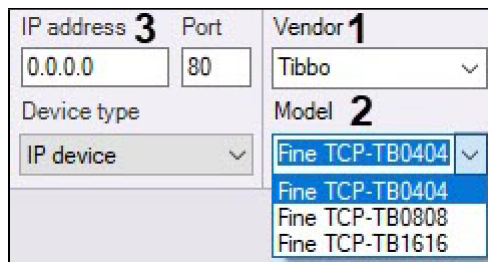 IP address 3 Port Vendor 1
0.0.0.0 80 Tibbo
Device type Model 2
IP device Fine TCP-TB0404
Fine TCP-TB0404
Fine TCP-TB0808
Fine TCP-TB1616